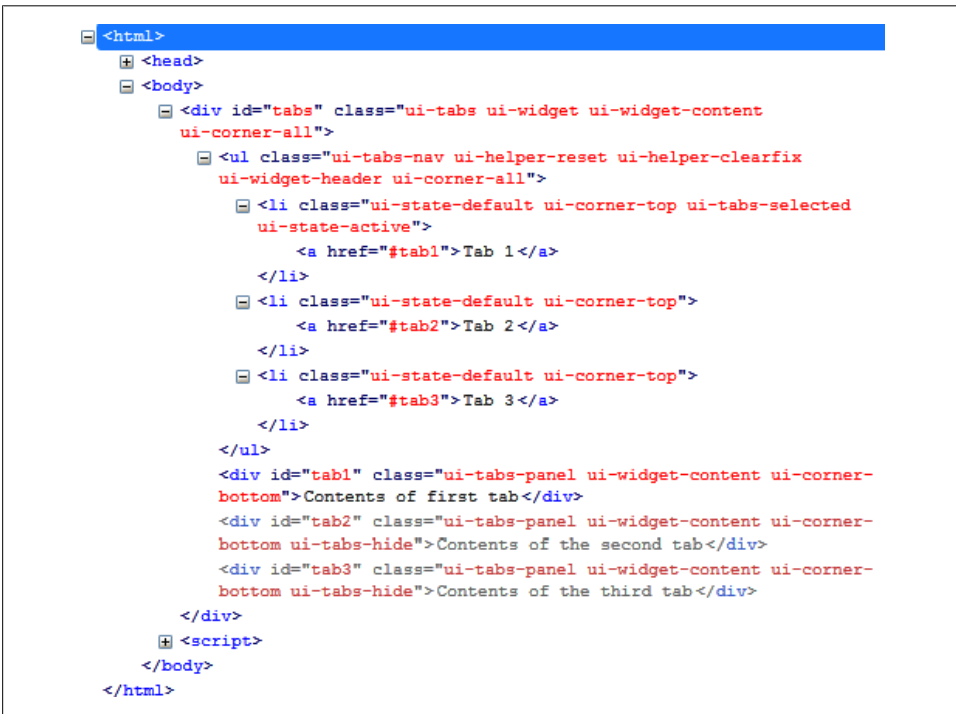 <html>
<head>
<body>
<div id="tabs" class="ui-tabs ui-widget ui-widget-content
ui-corner-all">
<ul class="ui-tabs-nav ui-helper-reset ui-helper-clearfix
ui-widget-header ui-corner-all">
<li class="ui-state-default ui-corner-top ui-tabs-selected
ui-state-active">
<a href="#tab1">Tab 1</a>
</li>
<li class="ui-state-default ui-corner-top">
<a href="#tab2">Tab 2</a>
</li>
<li class="ui-state-default ui-corner-top">
<a href="#tab3">Tab 3</a>
</li>
</ul>
<div id="tab1" class="ui-tabs-panel ui-widget-content ui-corner-
bottom">Contents of first tab</div>
<div id="tab2" class="ui-tabs-panel ui-widget-content ui-corner-
bottom ui-tabs-hide">Contents of the second tab</div>
<div id="tab3" class="ui-tabs-panel ui-widget-content ui-corner-
bottom ui-tabs-hide">Contents of the third tab</div>
</div>
<script>
</body>
</html>